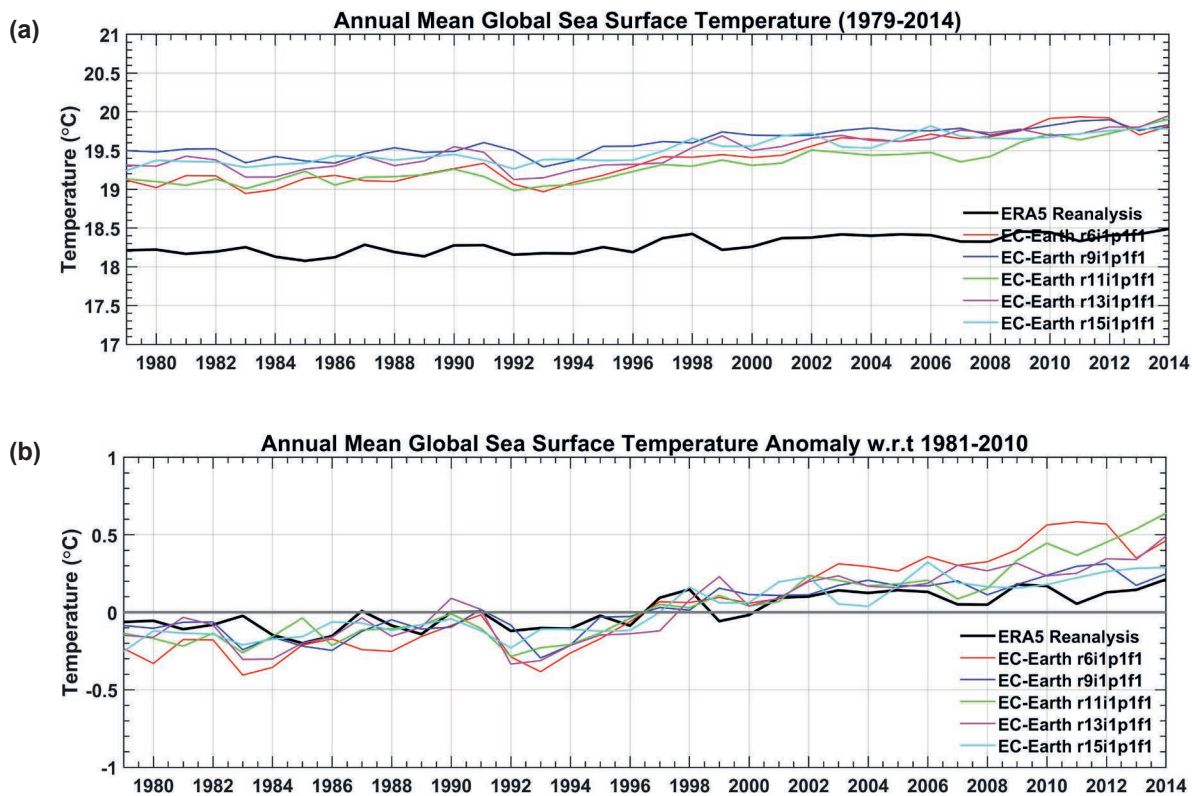 (a)
Annual Mean Global Sea Surface Temperature (1979-2014)
21
20.5
20
19.5
19
18.5
18
17.5
17
Temperature (°C)
ERA5 Reanalysis
EC-Earth r6i1p1f1
EC-Earth r9i1p1f1
EC-Earth r11i1p1f1
EC-Earth r13i1p1f1
EC-Earth r15i1p1f1
1980 1982 1984 1986 1988 1990 1992 1994 1996 1998 2000 2002 2004 2006 2008 2010 2012 2014
(b)
Annual Mean Global Sea Surface Temperature Anomaly w.r.t 1981-2010
1
0.5
0
-0.5
-1
Temperature (°C)
ERA5 Reanalysis
EC-Earth r6i1p1f1
EC-Earth r9i1p1f1
EC-Earth r11i1p1f1
EC-Earth r13i1p1f1
EC-Earth r15i1p1f1
1980 1982 1984 1986 1988 1990 1992 1994 1996 1998 2000 2002 2004 2006 2008 2010 2012 2014